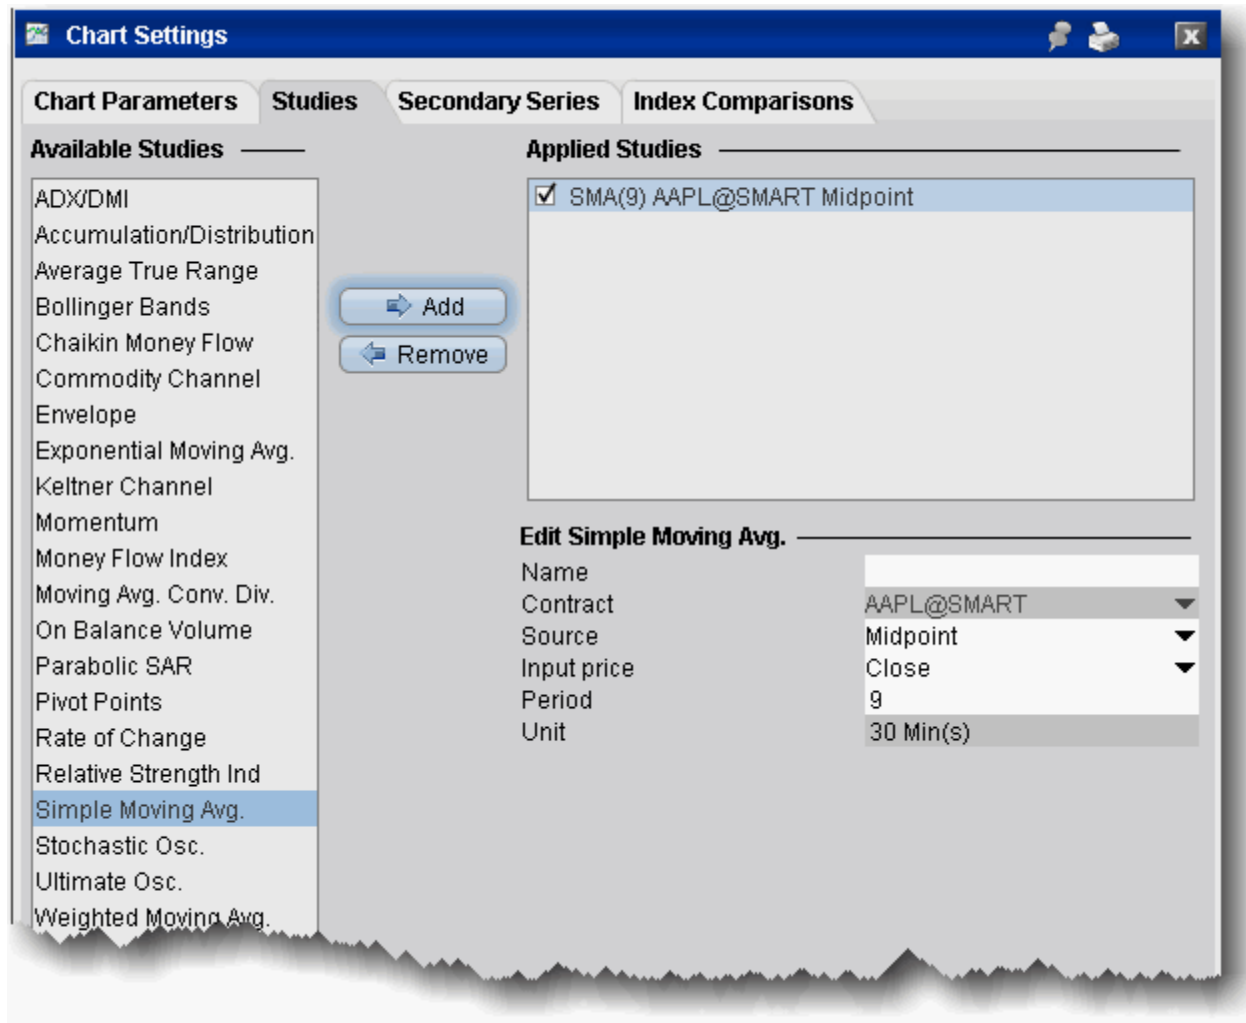 Chart Settings
Chart Parameters Studies Secondary Series Index Comparisons
Available Studies
ADX/DMI
Accumulation/Distribution
Average True Range
Bollinger Bands
Chaikin Money Flow
Commodity Channel
Envelope
Exponential Moving Avg.
Keltner Channel
Momentum
Money Flow Index
Moving Avg. Conv. Div.
On Balance Volume
Parabolic SAR
Pivot Points
Rate of Change
Relative Strength Ind
Simple Moving Avg.
Stochastic Osc.
Ultimate Osc.
Weighted Moving Avg.
Add
Remove
Applied Studies
SMA(9) AAPL@SMART Midpoint
Edit Simple Moving Avg.
Name
Contract AAPL@SMART
Source Midpoint
Input price Close
Period 9
Unit 30 Min(s)